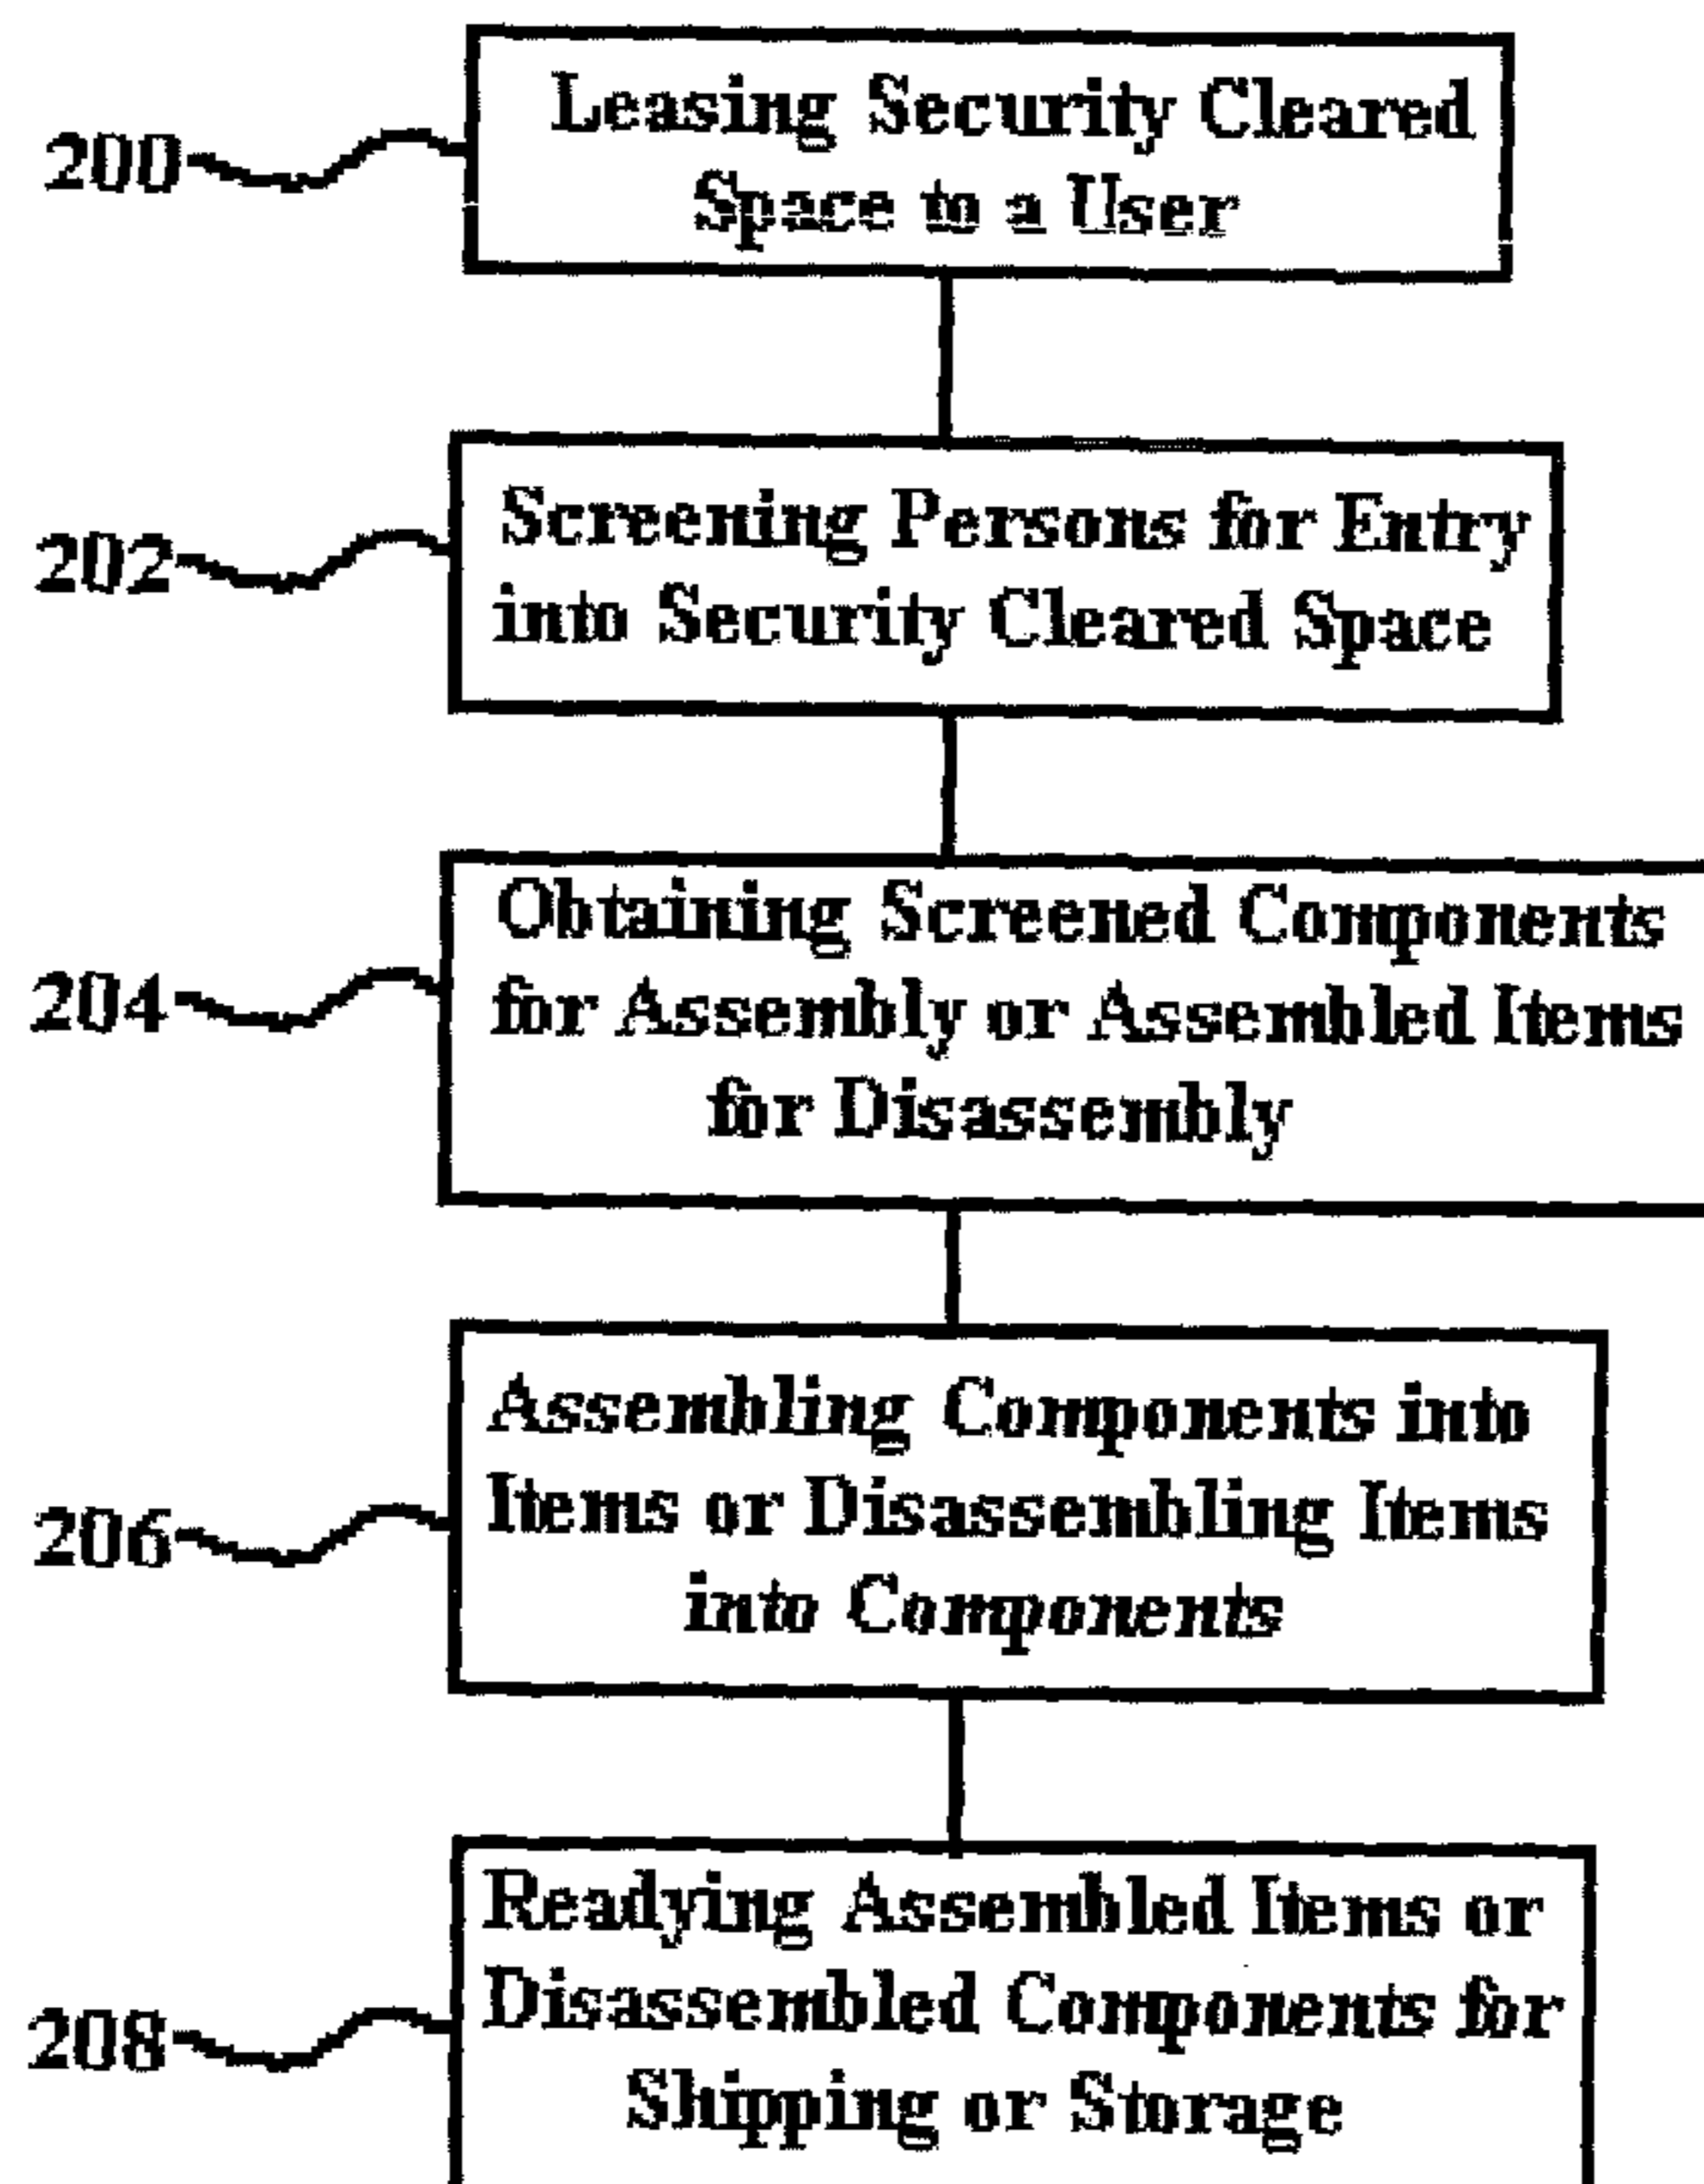 200
Leasing Security Cleared
Space to a User
202
Screening Persons for Entry
into Security Cleared Space
204
Obtaining Screened Components
for Assembly or Assembled Items
for Disassembly
206
Assembling Components into
Items or Disassembling Items
into Components
208
Readying Assembled Items or
Disassembled Components for
Shipping or Storage